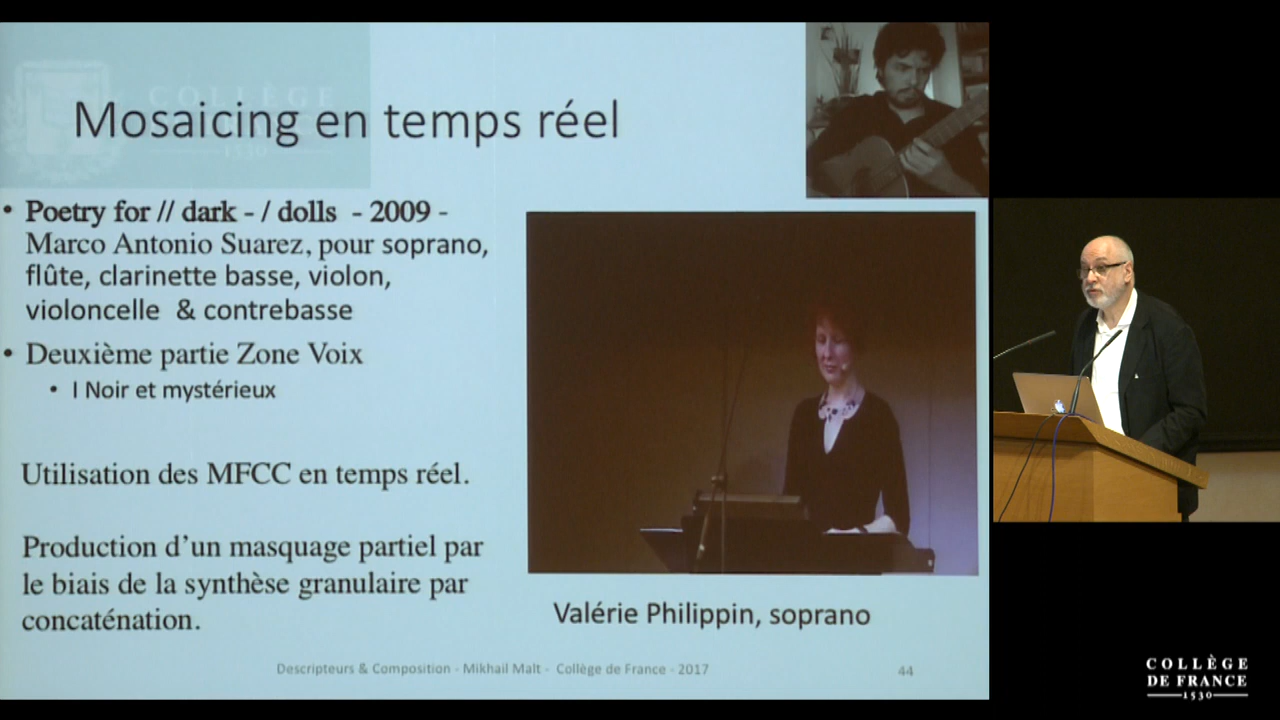 COLLÈGE
1530
Mosaicing en temps réel
• Poetry for // dark - / dolls - 2009 -
Marco Antonio Suarez, pour soprano,
flûte, clarinette basse, violon,
violoncelle & contrebasse
• Deuxième partie Zone Voix
• I Noir et mystérieux
Utilisation des MFCC en temps réel.
Production d'un masquage partiel par
le biais de la synthèse granulaire par
concaténation.
Valérie Philippin, soprano
Descripteurs & Composition - Mikhail Malt - Collège de France - 2017
44
COLLÈGE
DE FRANCE
1530